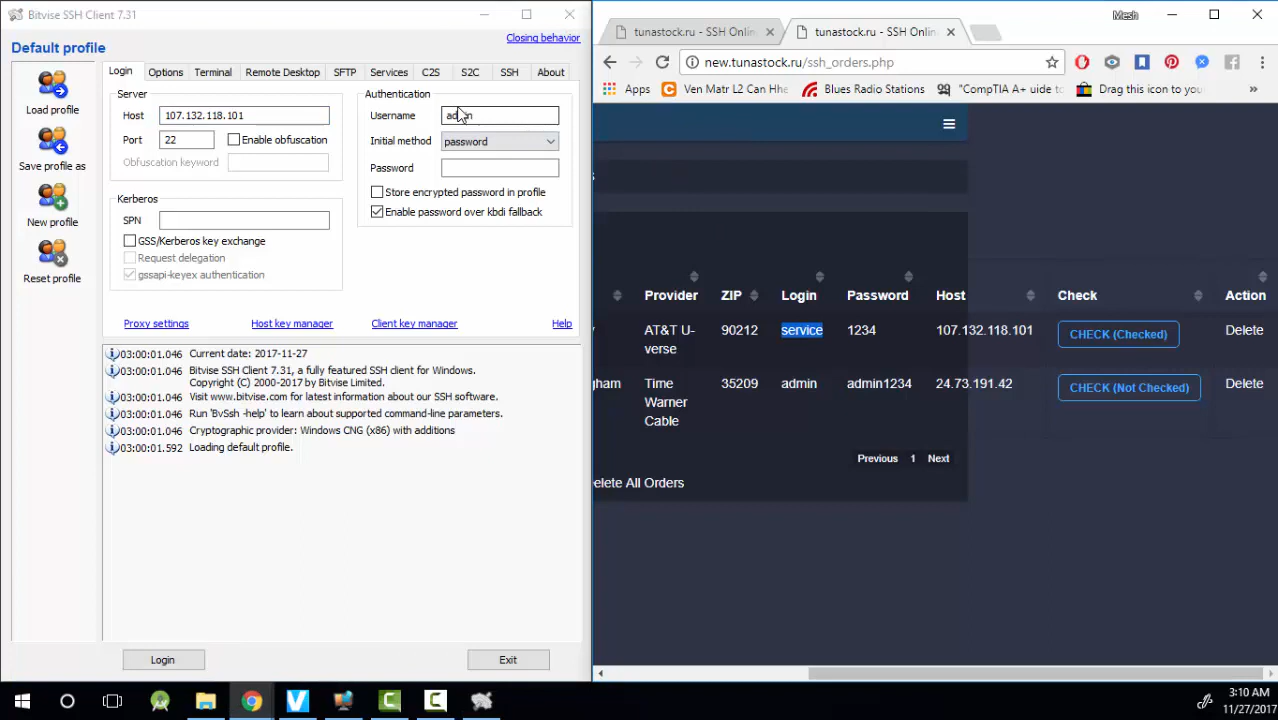 Bitvise SSH Client 7.31
Default profile
Closing behavior
Load profile
Save profile as
New profile
Reset profile
Login Options Terminal Remote Desktop SFTP Services C2S S2C SSH About
Server
Host 107.132.118.101
Port 22 Enable obfuscation
Obfuscation keyword
Kerberos
SPN
GSS/Kerberos key exchange
Request delegation
gssapi-keyex authentication
Authentication
Username
Initial method password
Password
Store encrypted password in profile
Enable password over kbdi fallback
Proxy settings Host key manager Client key manager Help
03:00:01.046 Current date: 2017-11-27
03:00:01.046 Bitvise SSH Client 7.31, a fully featured SSH client for Windows.
Copyright (C) 2000-2017 by Bitvise Limited.
03:00:01.046 Visit www.bitvise.com for latest information about our SSH software.
03:00:01.046 Run 'BvSsh -help' to learn about supported command-line parameters.
03:00:01.046 Cryptographic provider: Windows CNG (x86) with additions
03:00:01.592 Loading default profile.
Login Exit
Mesh
tunastock.ru - SSH Onlin
tunastock.ru - SSH Onlin
new.tunastock.ru/ssh_orders.php
Apps Ven Matr L2 Can Hhe Blues Radio Stations "CompTIA A+ uide to Drag this icon to you
Provider ZIP Login Password Host Check Action
AT&T U-verse 90212 service 1234 107.132.118.101 CHECK (Checked) Delete
Time Warner Cable 35209 admin admin1234 24.73.191.42 CHECK (Not Checked) Delete
Previous 1 Next
elete All Orders
3:10 AM
11/27/2017